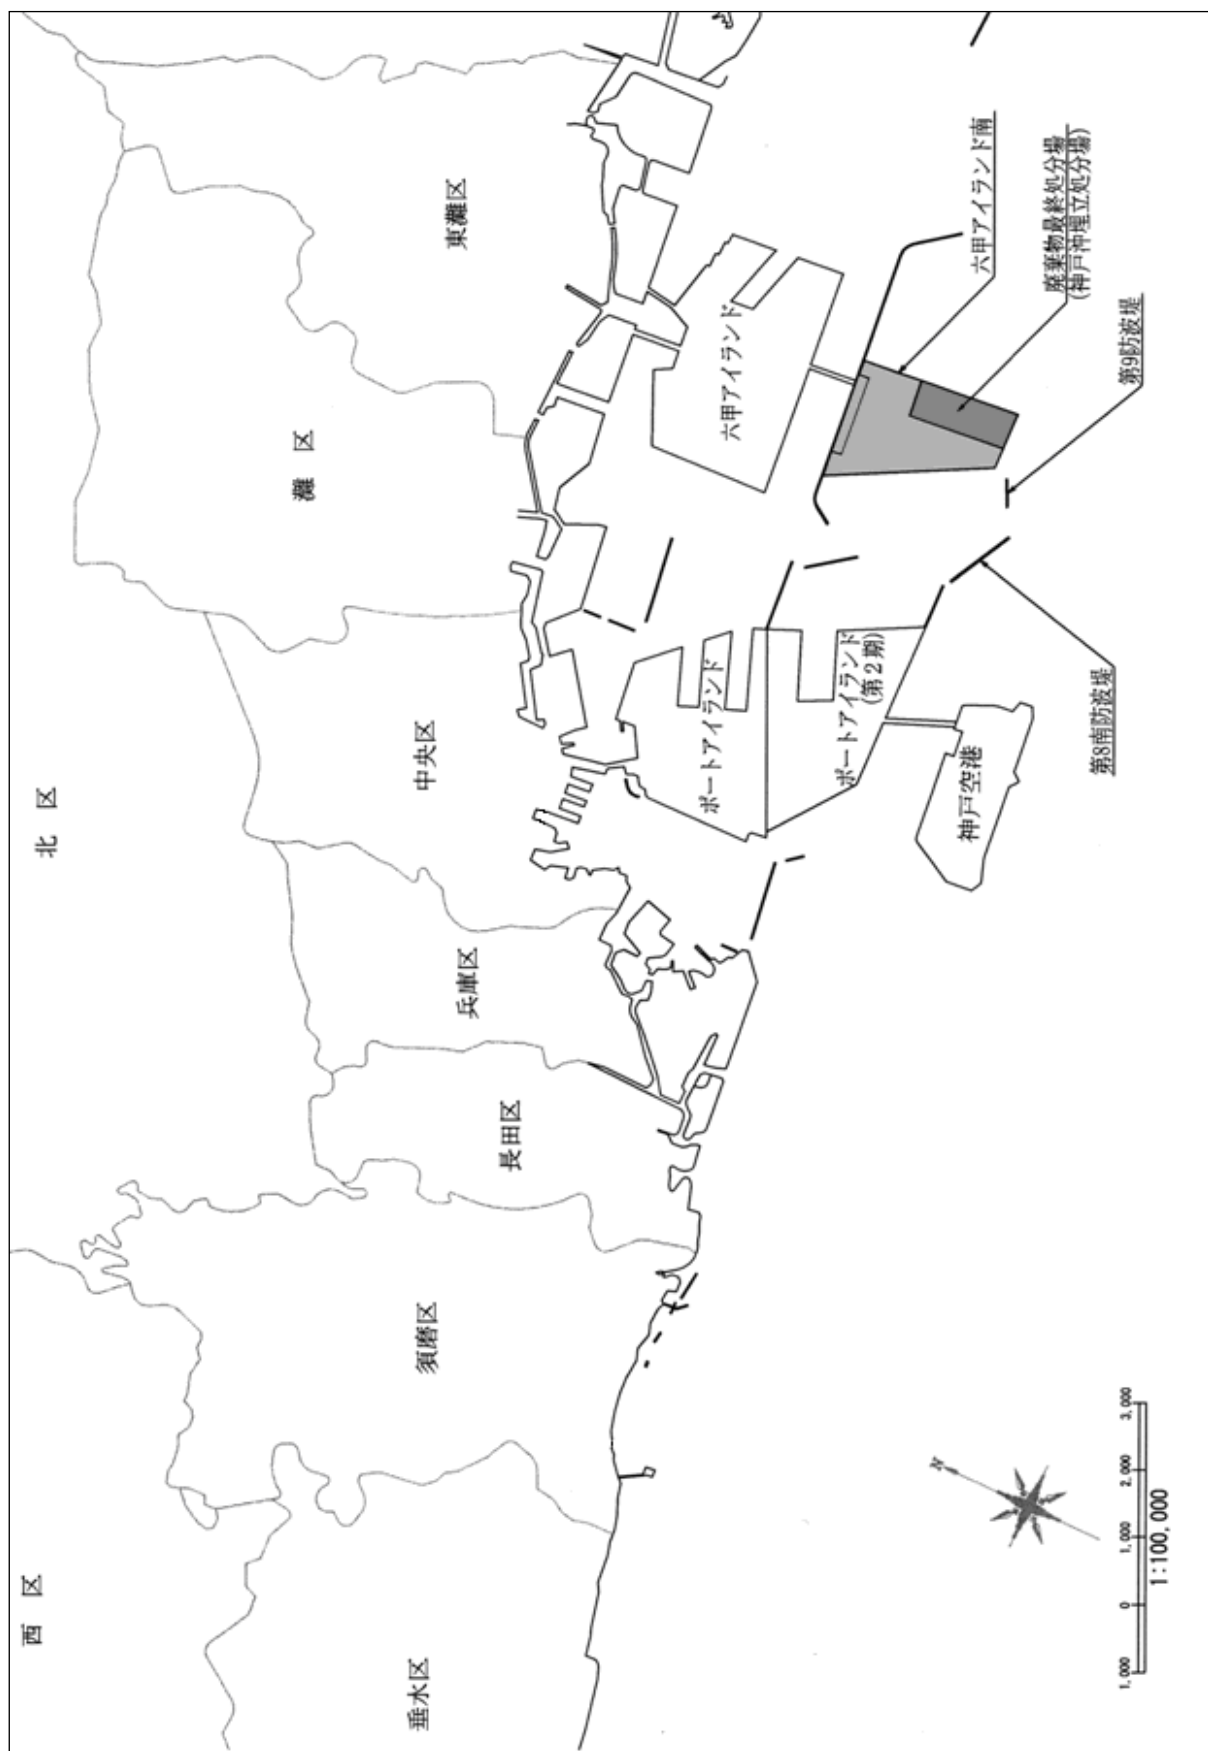 西　区
北　区
垂水区
須磨区
長田区
兵庫区
中央区
灘　区
東灘区
ポートアイランド
ポートアイランド
(第２期)
神戸空港
六甲アイランド
六甲アイランド南
廃棄物最終処分場
(神戸沖埋立処分場)
第9防波堤
第8南防波堤
N
1,000 0 1,000 2,000 3,000
1:100,000